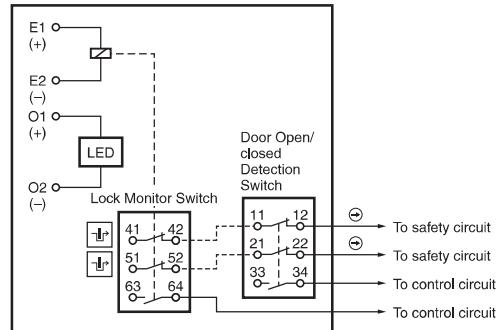 E1
(+)
E2
(−)
O1
(+)
LED
O2
(−)
Door Open/
closed
Detection
Switch
Lock Monitor Switch
41 42
51 52
63 64
11 12
21 22
33 34
To safety circuit
To safety circuit
To control circuit
To control circuit